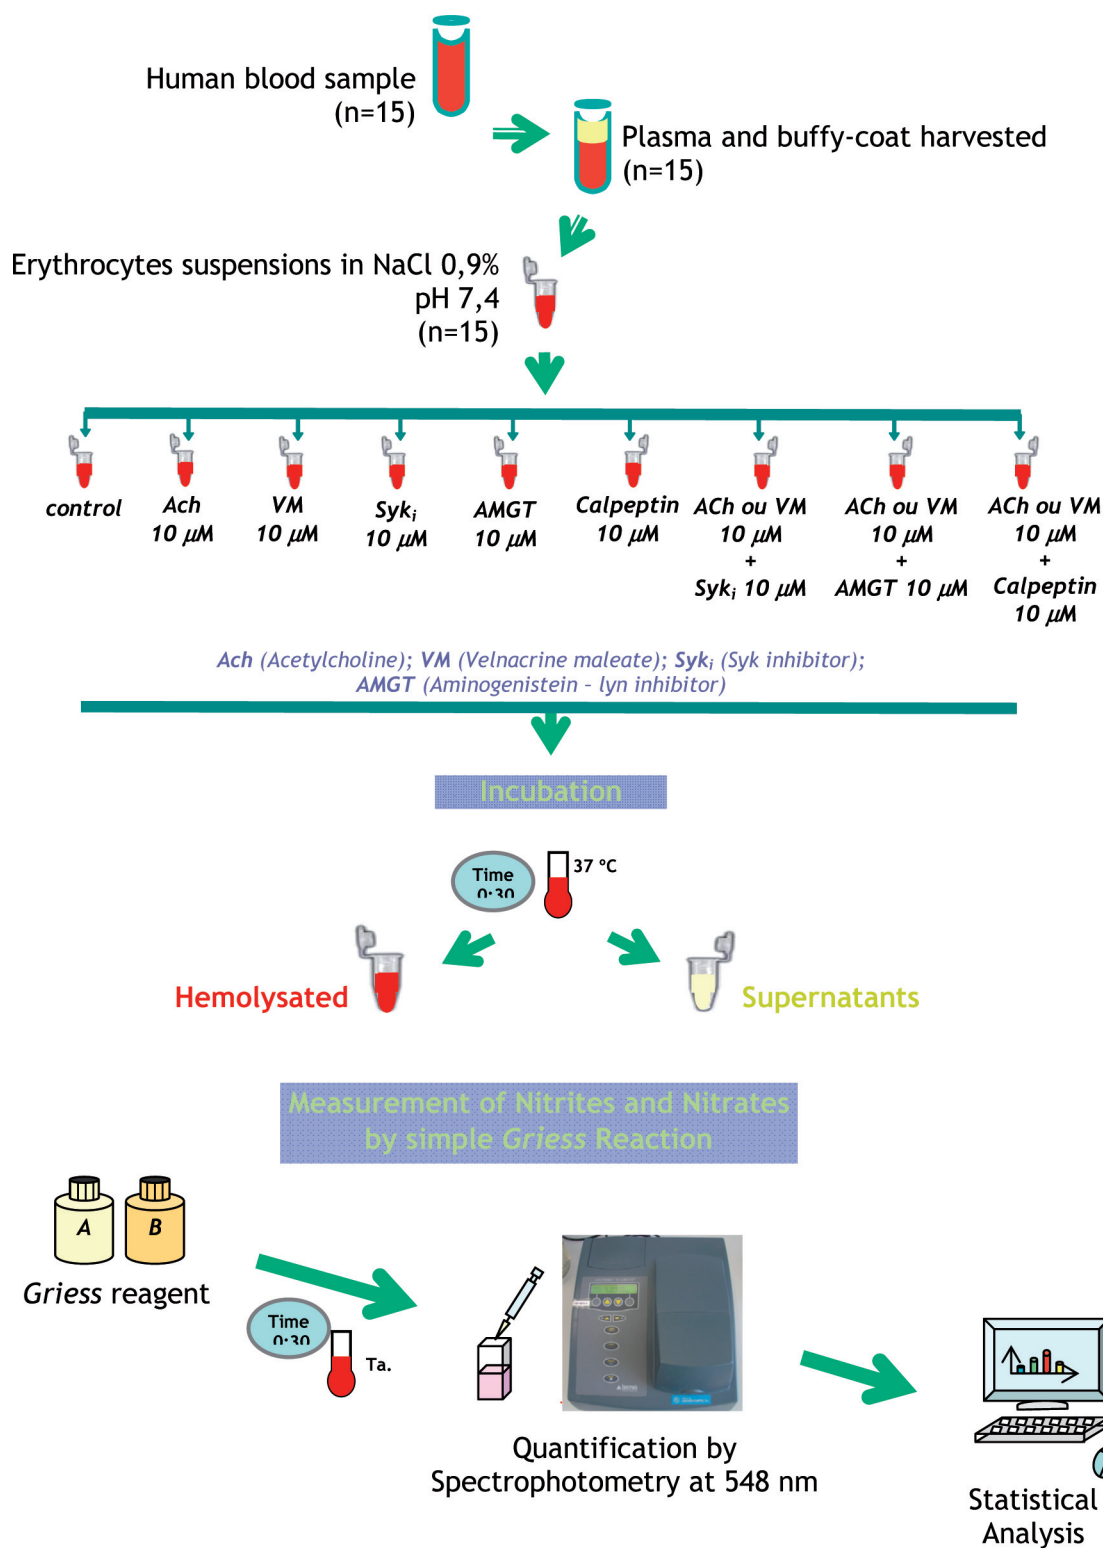 Human blood sample
(n=15)
Plasma and buffy-coat harvested
(n=15)
Erythrocytes suspensions in NaCl 0,9%
pH 7,4
(n=15)
control
Ach
10 µM
VM
10 µM
Syki
10 µM
AMGT
10 µM
Calpeptin
10 µM
ACh ou VM
10 µM
+
Syki 10 µM
ACh ou VM
10 µM
+
AMGT 10 µM
ACh ou VM
10 µM
+
Calpeptin
10 µM
Ach (Acetylcholine); VM (Velnacrine maleate); Syki (Syk inhibitor);
AMGT (Aminogenistein - lyn inhibitor)
Incubation
Time
0:30
37 ºC
Hemolysated
Supernatants
Measurement of Nitrites and Nitrates
by simple Griess Reaction
A
B
Griess reagent
Time
0:30
Ta.
Quantification by
Spectrophotometry at 548 nm
Statistical
Analysis